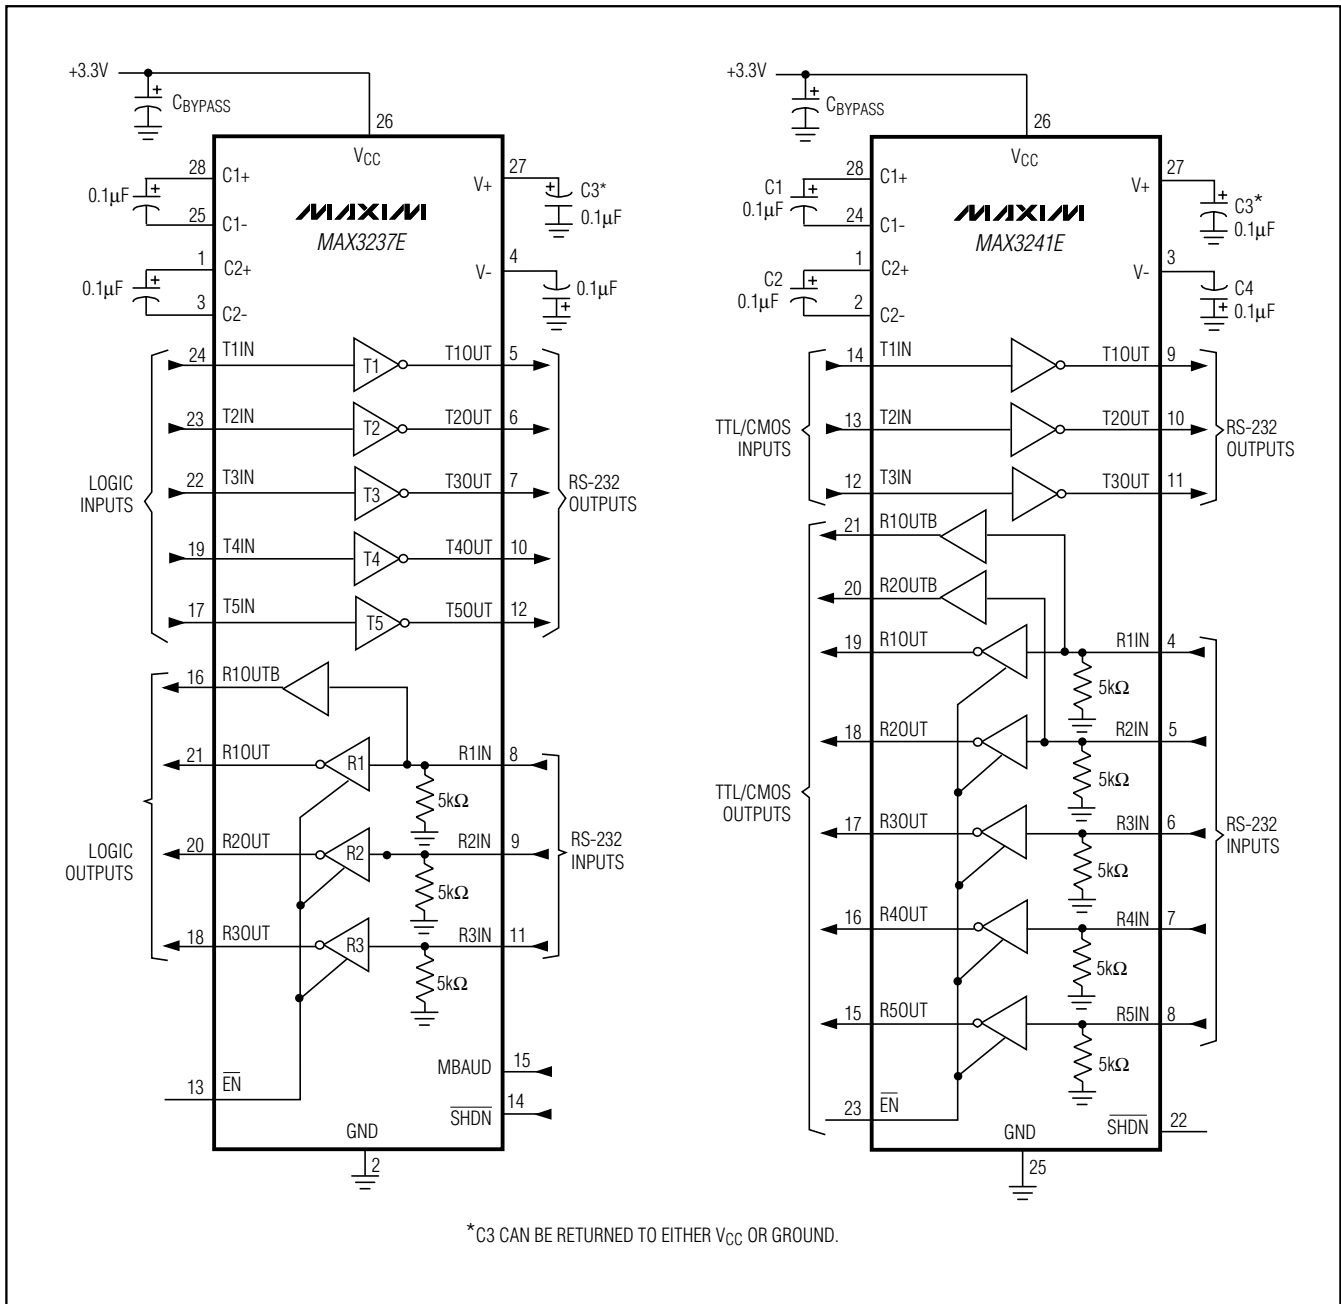 +3.3V
CBYPASS
26
VCC
28
C1+
0.1µF
25
C1-
1
C2+
0.1µF
3
C2-
27
V+
C3*
0.1µF
4
V-
0.1µF
MAXIM
MAX3237E
24 T1IN T1 T1OUT 5
23 T2IN T2 T2OUT 6
22 T3IN T3 T3OUT 7
19 T4IN T4 T4OUT 10
17 T5IN T5 T5OUT 12
LOGIC
INPUTS
RS-232
OUTPUTS
16 R1OUTB
21 R1OUT R1 R1IN 8
5kΩ
20 R2OUT R2 R2IN 9
5kΩ
18 R3OUT R3 R3IN 11
5kΩ
LOGIC
OUTPUTS
RS-232
INPUTS
MBAUD 15
13 EN
SHDN 14
GND
2
+3.3V
CBYPASS
26
VCC
28
C1+
C1
0.1µF
24
C1-
1
C2+
C2
0.1µF
2
C2-
27
V+
C3*
0.1µF
3
V-
C4
0.1µF
MAXIM
MAX3241E
14 T1IN T1OUT 9
13 T2IN T2OUT 10
12 T3IN T3OUT 11
TTL/CMOS
INPUTS
RS-232
OUTPUTS
21 R1OUTB
20 R2OUTB
19 R1OUT R1IN 4
5kΩ
18 R2OUT R2IN 5
5kΩ
17 R3OUT R3IN 6
5kΩ
16 R4OUT R4IN 7
5kΩ
15 R5OUT R5IN 8
5kΩ
TTL/CMOS
OUTPUTS
RS-232
INPUTS
23 EN
SHDN 22
GND
25
*C3 CAN BE RETURNED TO EITHER VCC OR GROUND.